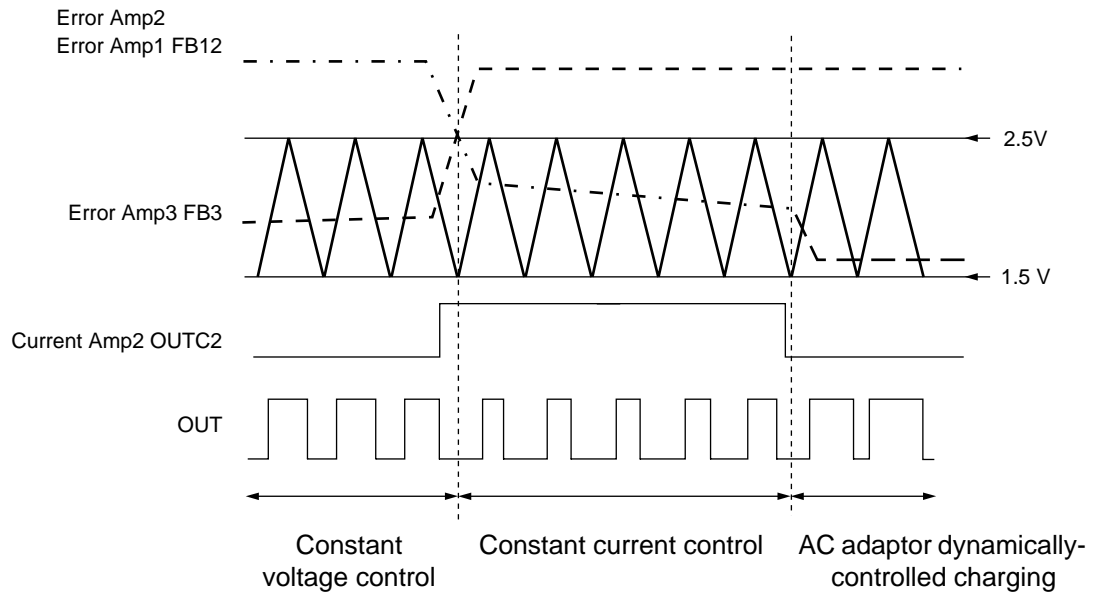 Error Amp2
Error Amp1 FB12
2.5V
Error Amp3 FB3
1.5 V
Current Amp2 OUTC2
OUT
Constant
voltage control
Constant current control
AC adaptor dynamically-
controlled charging